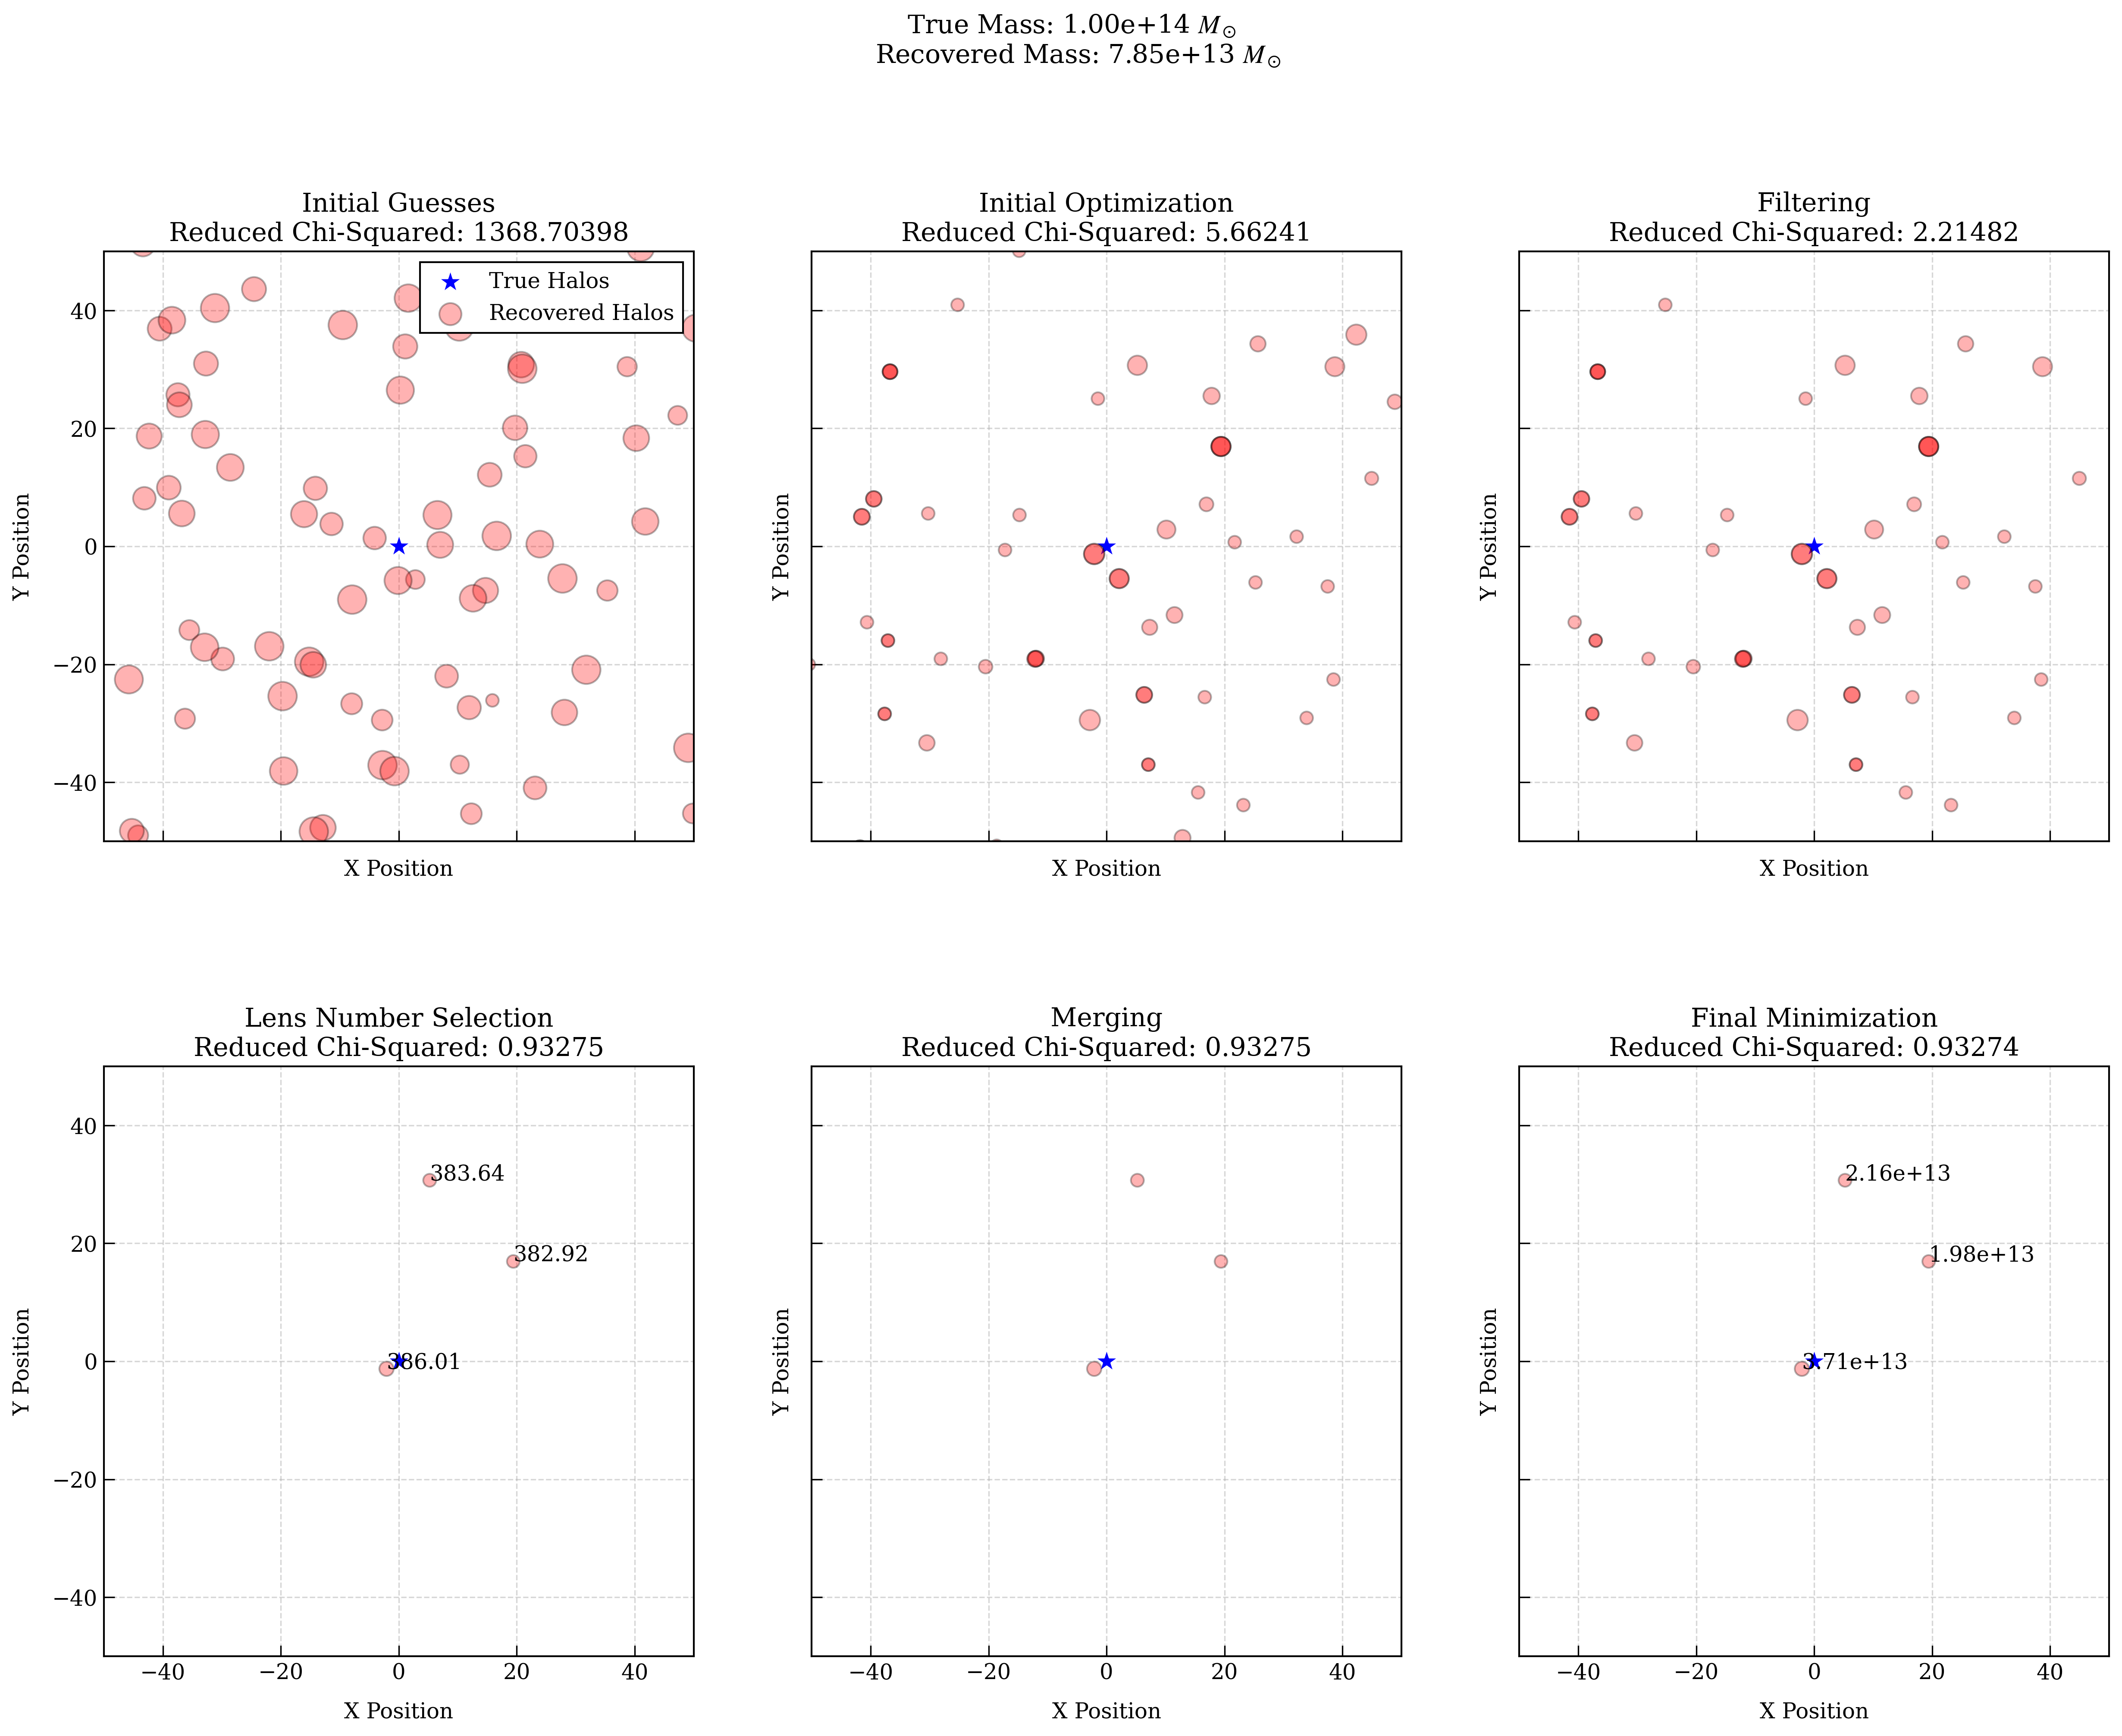 True Mass: 1.00e+14 M⊙
Recovered Mass: 7.85e+13 M⊙
Initial Guesses
Reduced Chi-Squared: 1368.70398
True Halos
Recovered Halos
40
20
0
−20
−40
Y Position
X Position
Initial Optimization
Reduced Chi-Squared: 5.66241
Y Position
X Position
Filtering
Reduced Chi-Squared: 2.21482
Y Position
X Position
Lens Number Selection
Reduced Chi-Squared: 0.93275
383.64
382.92
386.01
40
20
0
−20
−40
Y Position
−40 −20 0 20 40
X Position
Merging
Reduced Chi-Squared: 0.93275
Y Position
−40 −20 0 20 40
X Position
Final Minimization
Reduced Chi-Squared: 0.93274
2.16e+13
1.98e+13
3.71e+13
Y Position
−40 −20 0 20 40
X Position